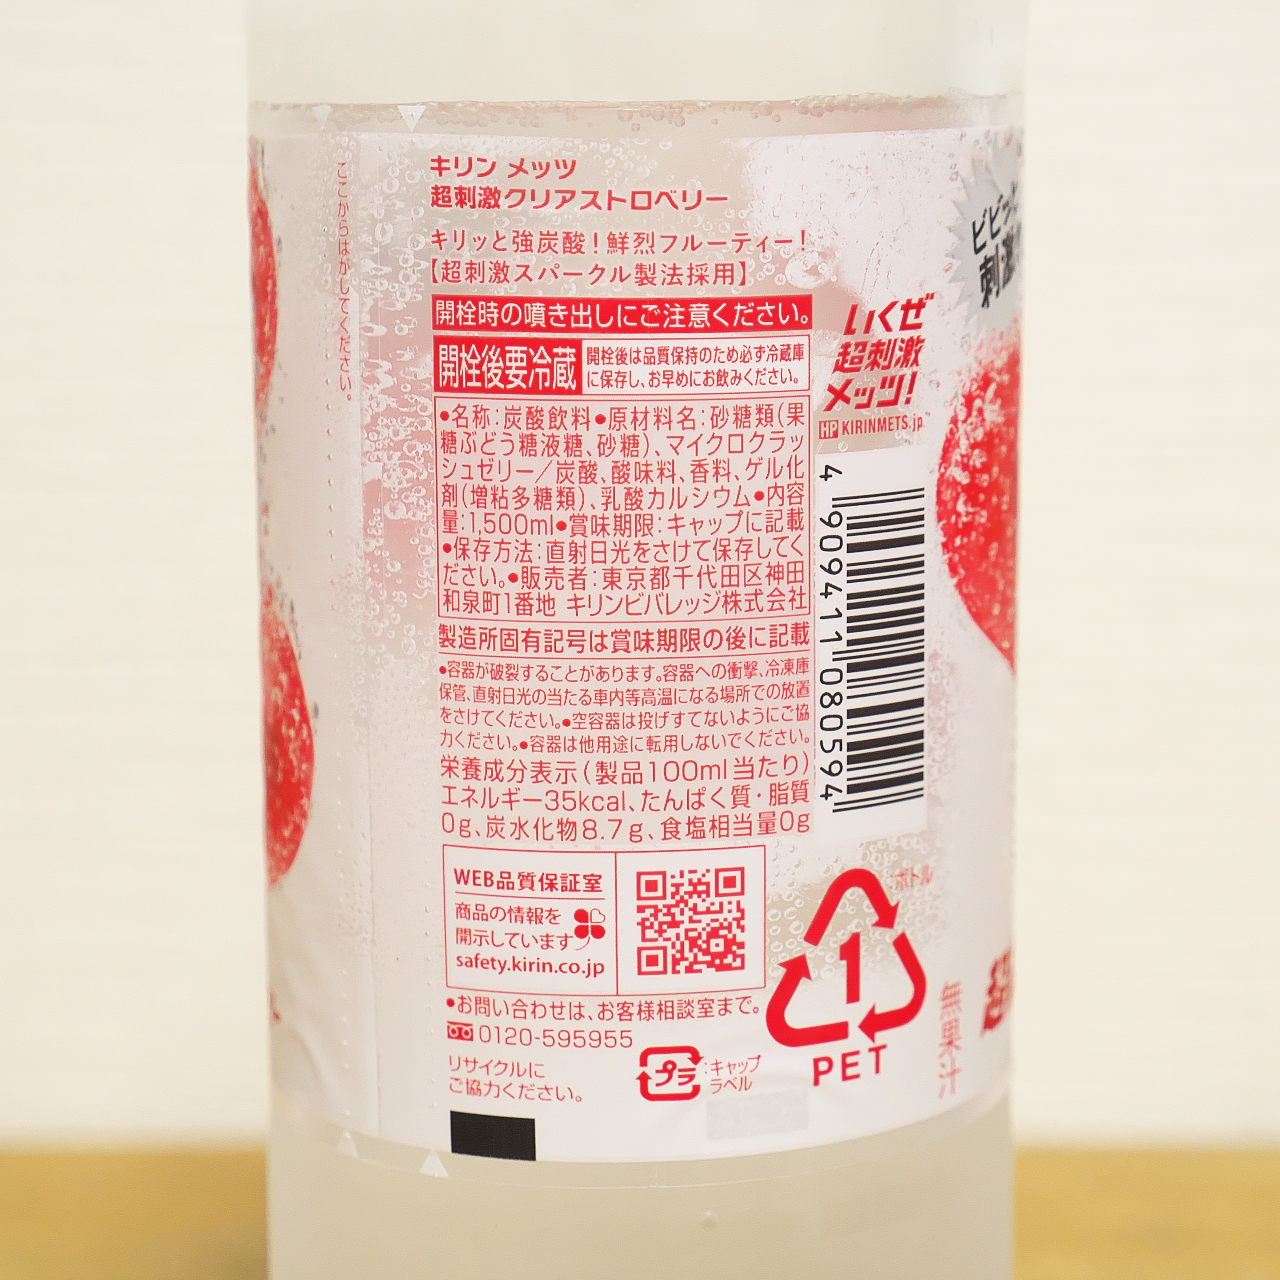 ここからはがしてください。
キリン メッツ
超刺激クリアストロベリー
キリッと強炭酸!鮮烈フルーティー!
【超刺激スパークル製法採用】
開栓時の噴き出しにご注意ください。
開栓後要冷蔵
開栓後は品質保持のため必ず冷蔵庫
に保存し、お早めにお飲みください。
●名称:炭酸飲料●原材料名:砂糖類(果
糖ぶどう糖液糖、砂糖)、マイクロクラッ
シュゼリー/炭酸、酸味料、香料、ゲル化
剤(増粘多糖類)、乳酸カルシウム●内容
量:1,500ml●賞味期限:キャップに記載
●保存方法:直射日光をさけて保存してく
ださい。●販売者:東京都千代田区神田
和泉町1番地 キリンビバレッジ株式会社
製造所固有記号は賞味期限の後に記載
●容器が破裂することがあります。容器への衝撃、冷凍庫
保管、直射日光の当たる車内等高温になる場所での放置
をさけてください。●空容器は投げすてないようにご協
力ください。●容器は他用途に転用しないでください。
栄養成分表示(製品100ml当たり)
エネルギー35kcal、たんぱく質・脂質
0g、炭水化物8.7g、食塩相当量0g
WEB品質保証室
商品の情報を
開示しています
safety.kirin.co.jp
●お問い合わせは、お客様相談室まで。
0120-595955
リサイクルに
ご協力ください。
プラ
:キャップ
ラベル
いくぜ
超刺激
メッツ!
HP KIRINMETS.jp
4 909411 080594
:ボトル
1
PET
無果汁
ビビッと
刺激
超